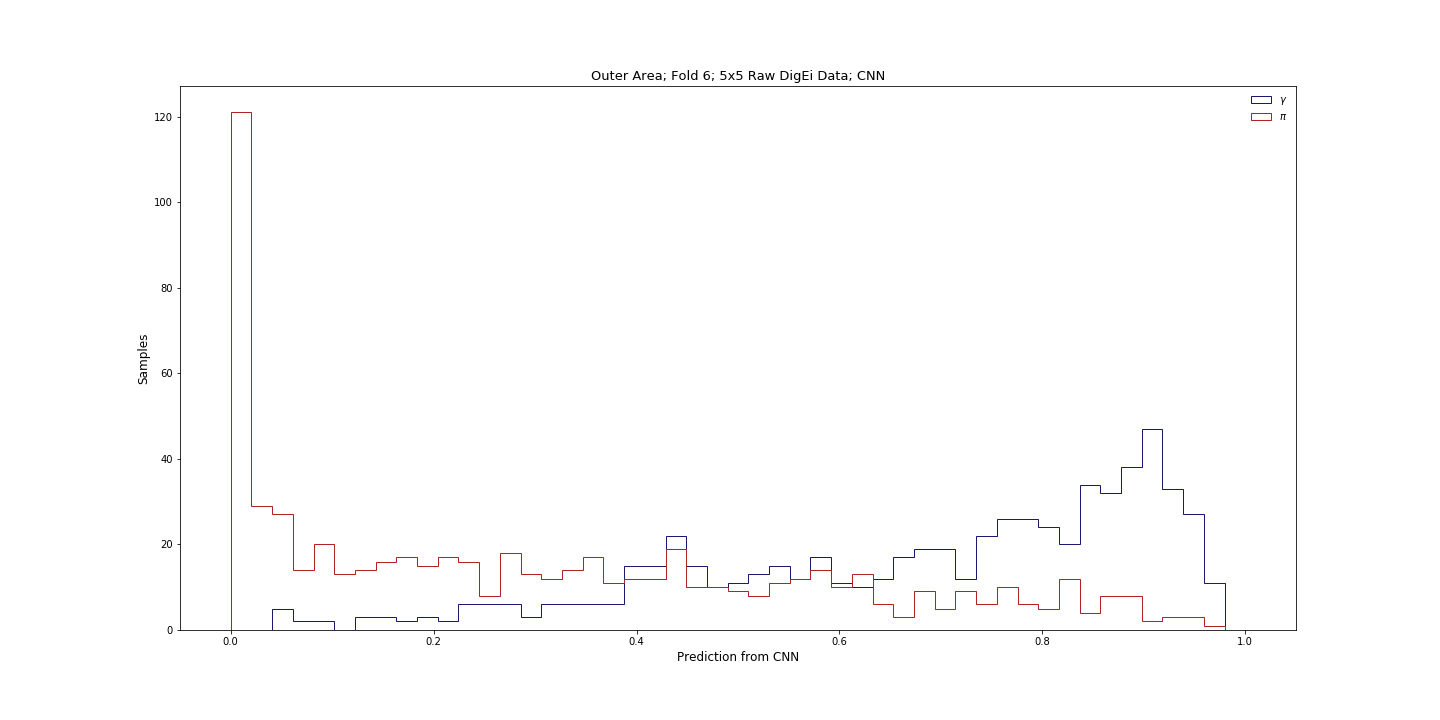 Outer Area; Fold 6; 5x5 Raw DigEi Data; CNN
γ
π
120
100
80
60
40
20
0
Samples
0.0 0.2 0.4 0.6 0.8 1.0
Prediction from CNN